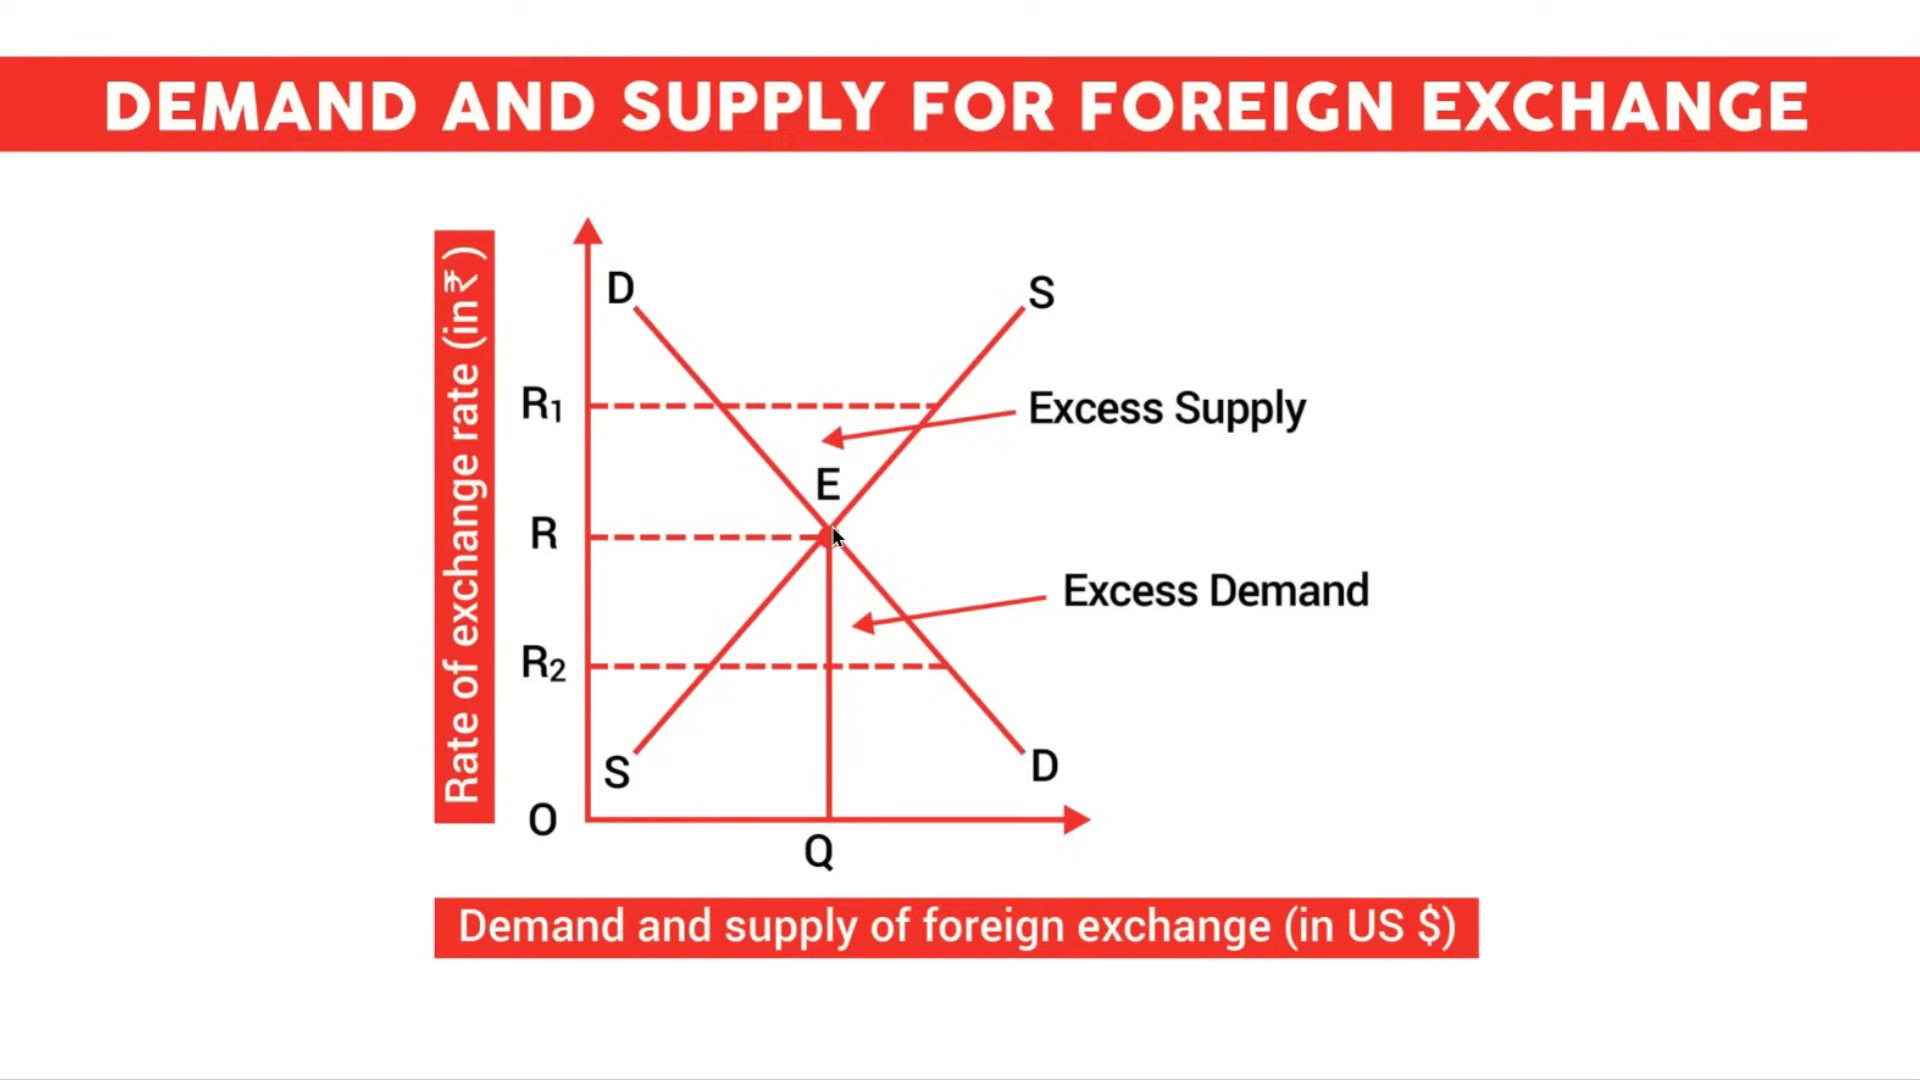 DEMAND AND SUPPLY FOR FOREIGN EXCHANGE
Rate of exchange rate (in ₹ )
D
S
R₁
Excess Supply
E
R
Excess Demand
R₂
S
D
O
Q
Demand and supply of foreign exchange (in US $)